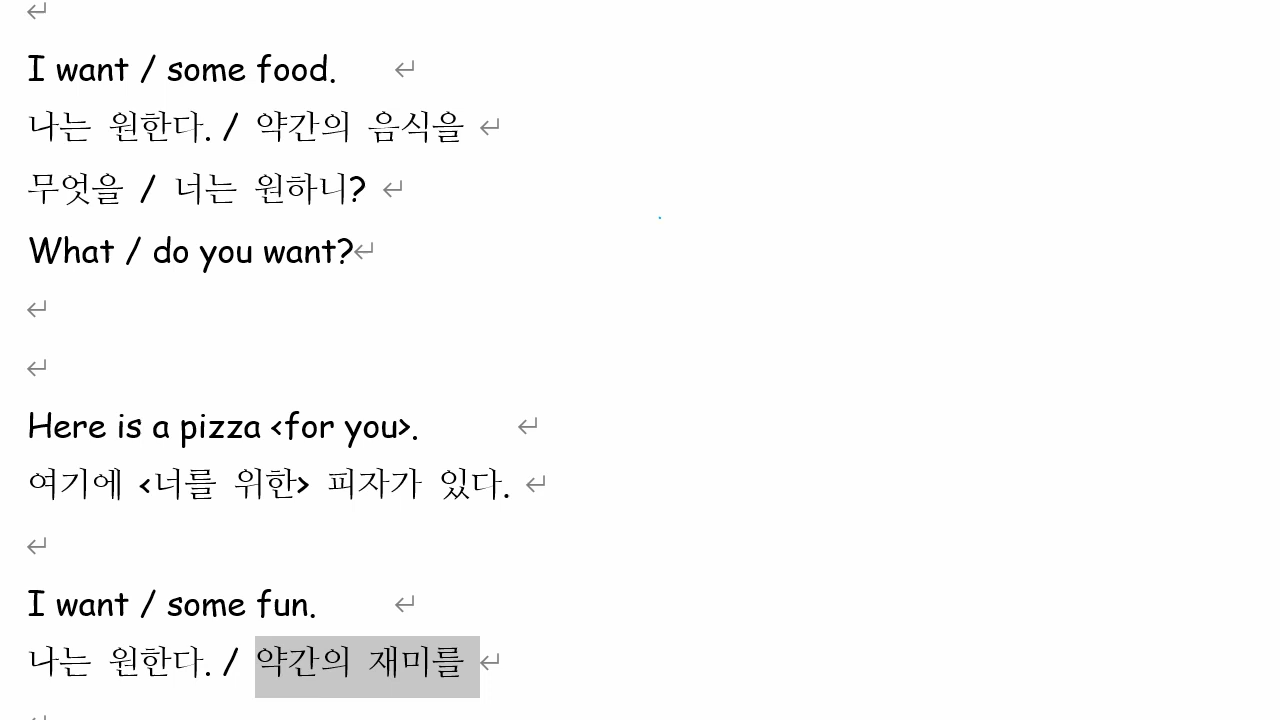 I want / some food.
나는 원한다. / 약간의 음식을
무엇을 / 너는 원하니?
What / do you want?
Here is a pizza <for you>.
여기에 <너를 위한> 피자가 있다.
I want / some fun.
나는 원한다. / 약간의 재미를